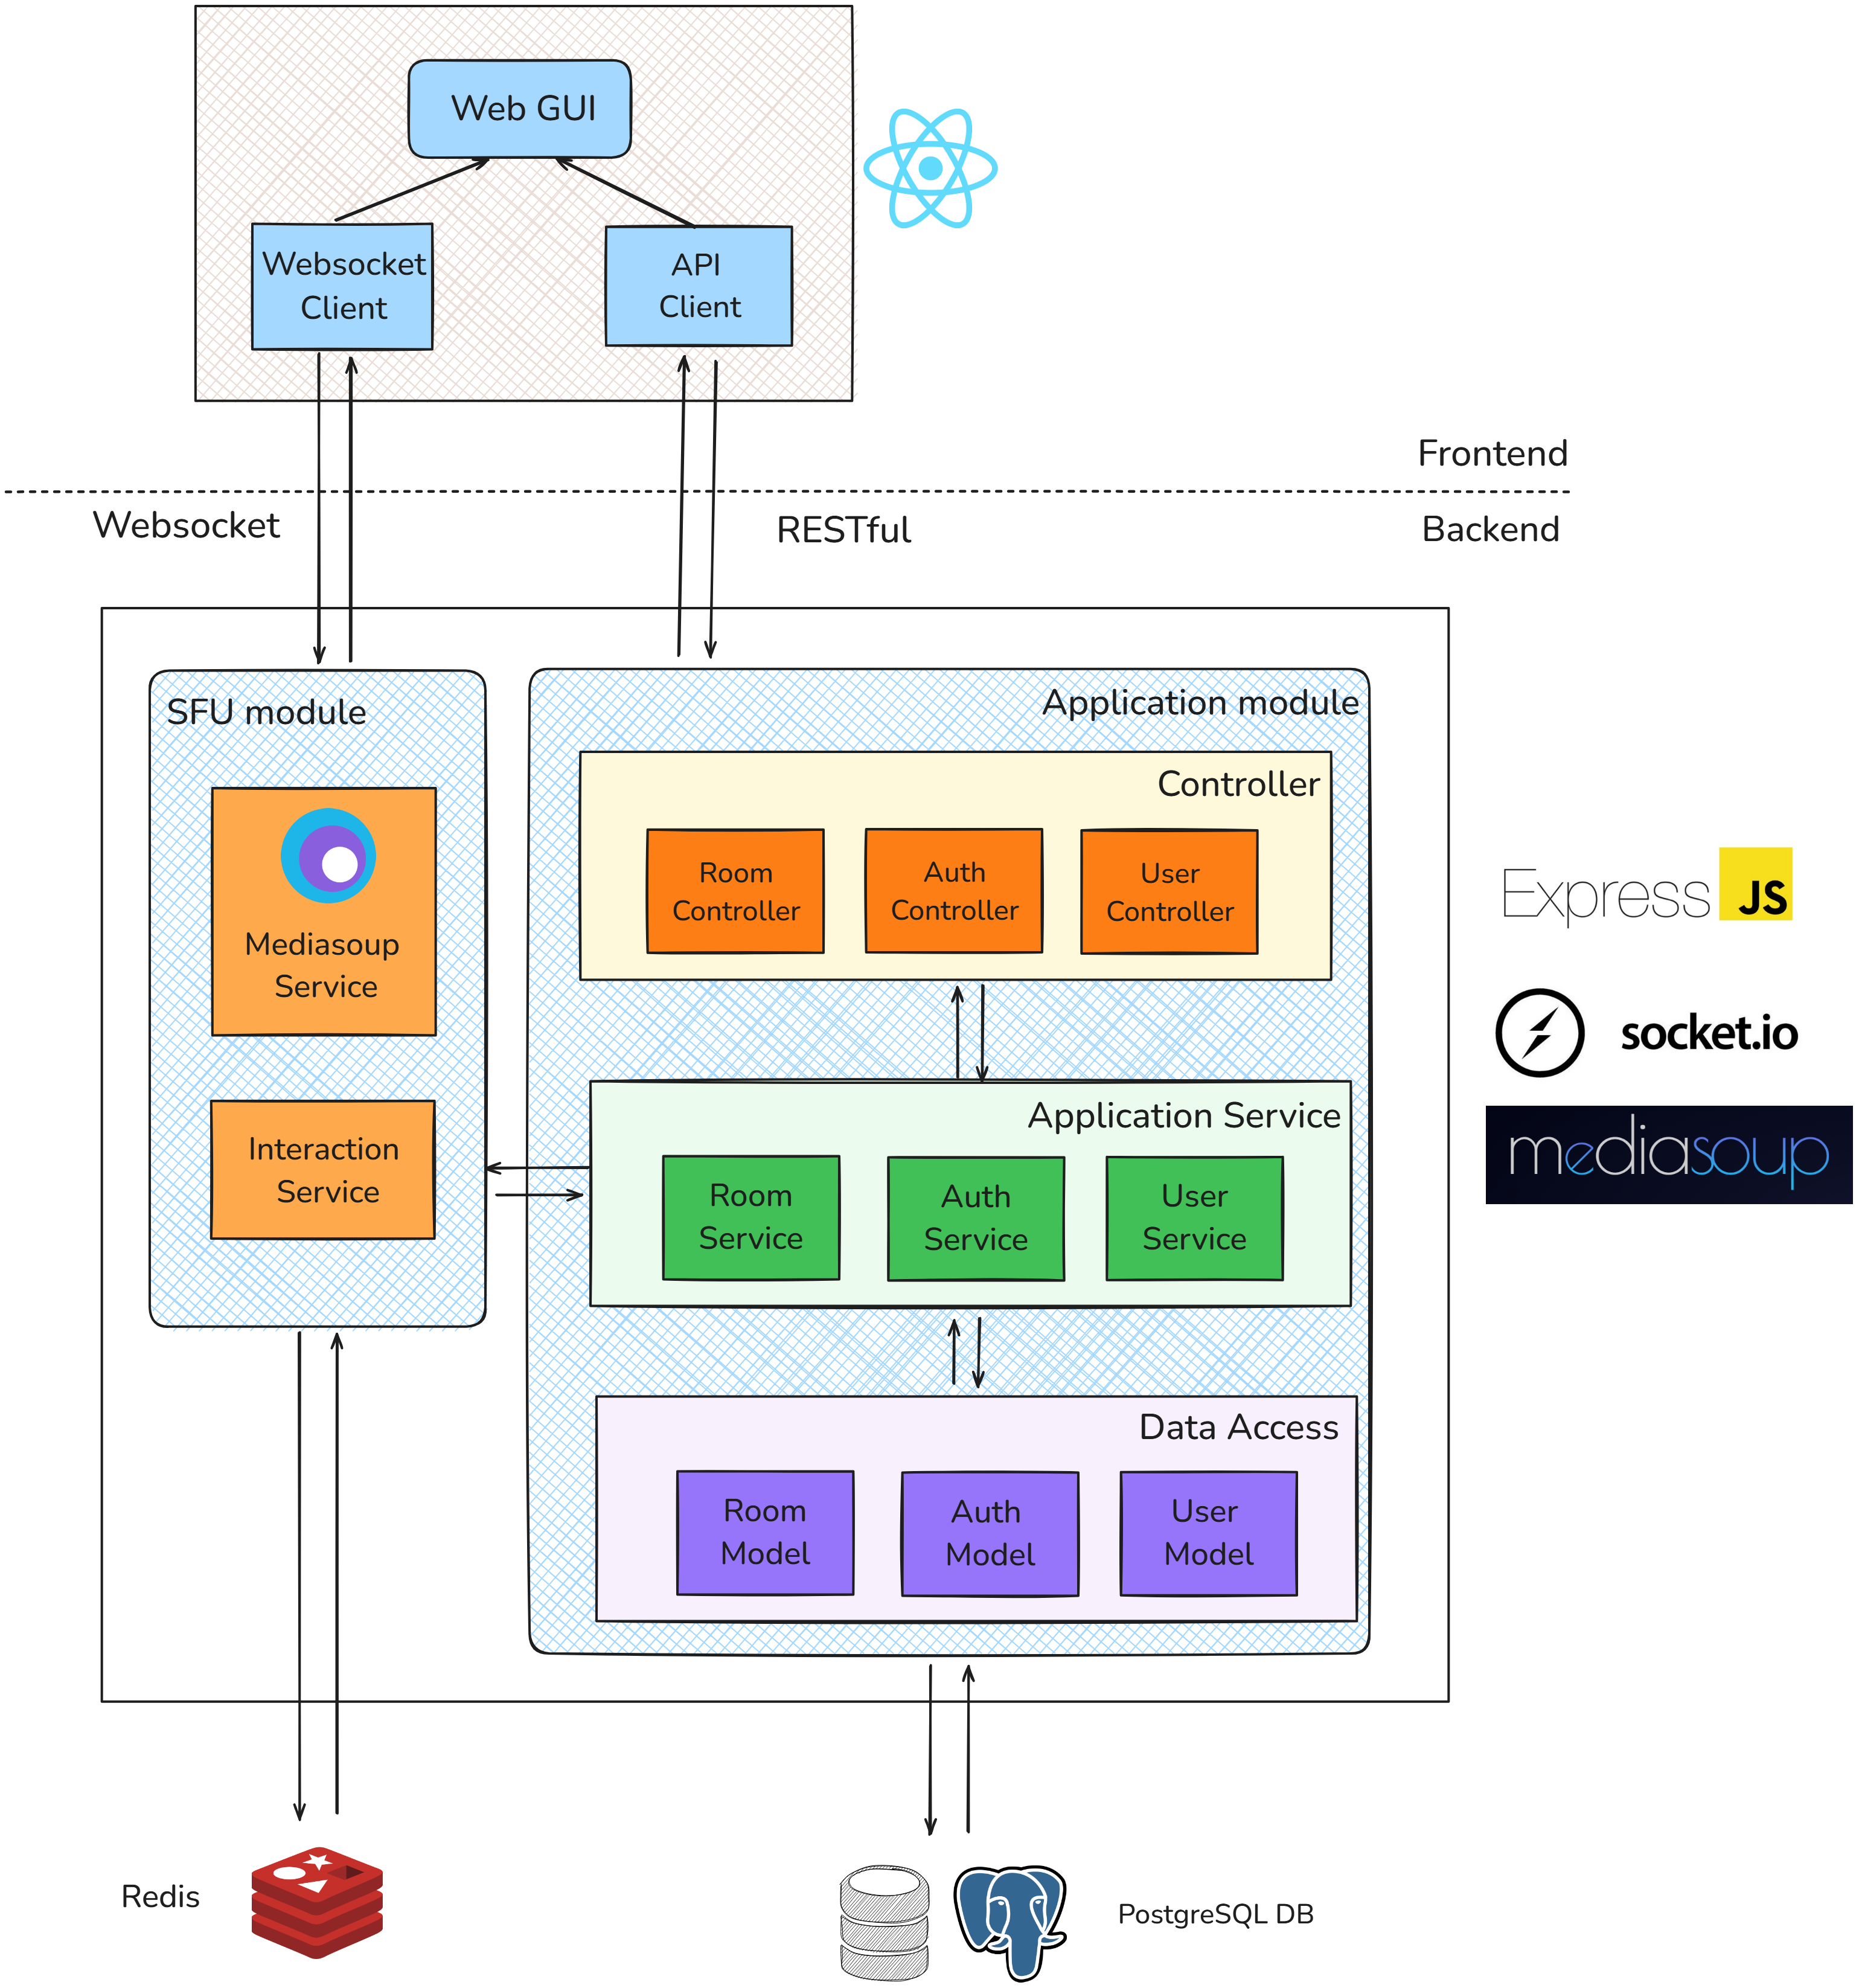 Web GUI
Websocket
Client
API
Client
Frontend
Websocket
RESTful
Backend
SFU module
Application module
Controller
Mediasoup
Service
Room
Controller
Auth
Controller
User
Controller
Express
JS
socket.io
mediasoup
Interaction
Service
Application Service
Room
Service
Auth
Service
User
Service
Data Access
Room
Model
Auth
Model
User
Model
Redis
PostgreSQL DB